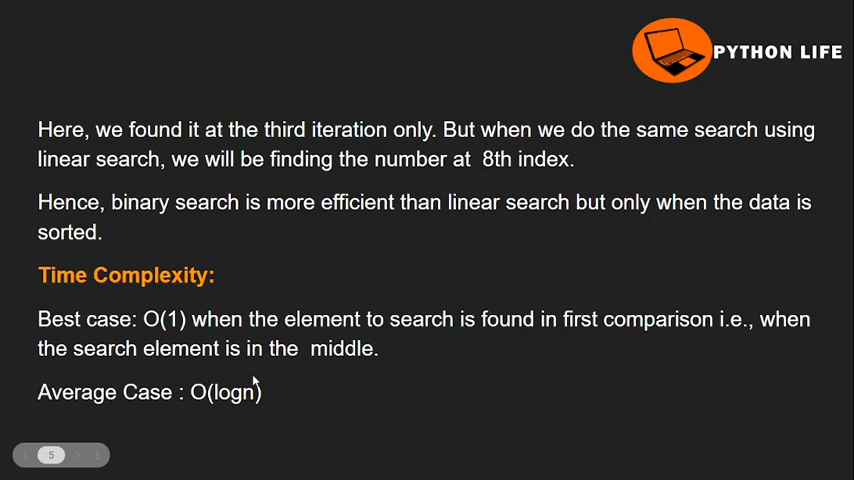 PYTHON LIFE
Here, we found it at the third iteration only. But when we do the same search using
linear search, we will be finding the number at 8th index.
Hence, binary search is more efficient than linear search but only when the data is
sorted.
Time Complexity:
Best case: O(1) when the element to search is found in first comparison i.e., when
the search element is in the middle.
Average Case : O(logn)
5